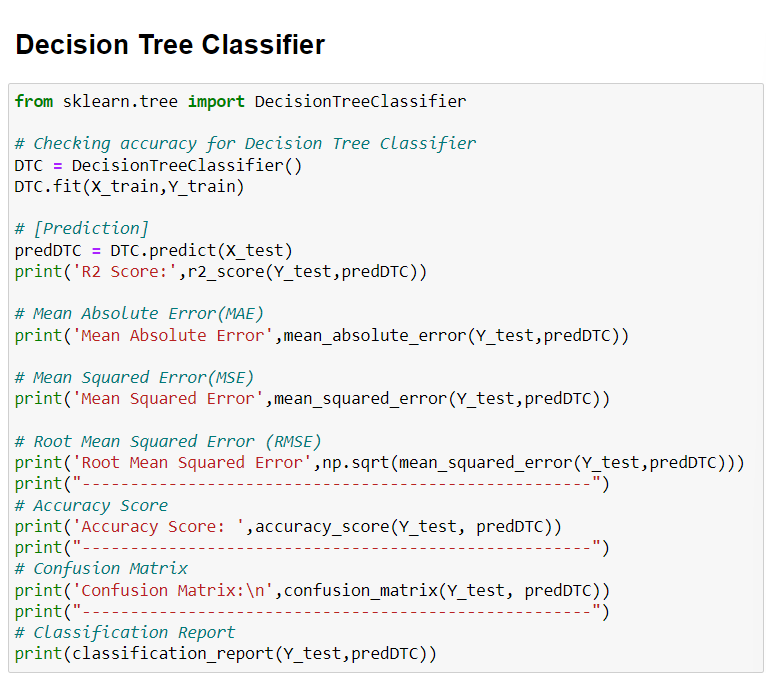 Decision Tree Classifier
from sklearn.tree import DecisionTreeClassifier
# Checking accuracy for Decision Tree Classifier
DTC = DecisionTreeClassifier()
DTC.fit(X_train,Y_train)
# [Prediction]
predDTC = DTC.predict(X_test)
print('R2 Score:',r2_score(Y_test,predDTC))
# Mean Absolute Error(MAE)
print('Mean Absolute Error',mean_absolute_error(Y_test,predDTC))
# Mean Squared Error(MSE)
print('Mean Squared Error',mean_squared_error(Y_test,predDTC))
# Root Mean Squared Error (RMSE)
print('Root Mean Squared Error',np.sqrt(mean_squared_error(Y_test,predDTC)))
print("-----------------------------------------------------")
# Accuracy Score
print('Accuracy Score: ',accuracy_score(Y_test, predDTC))
print("-----------------------------------------------------")
# Confusion Matrix
print('Confusion Matrix:\n',confusion_matrix(Y_test, predDTC))
print("-----------------------------------------------------")
# Classification Report
print(classification_report(Y_test,predDTC))